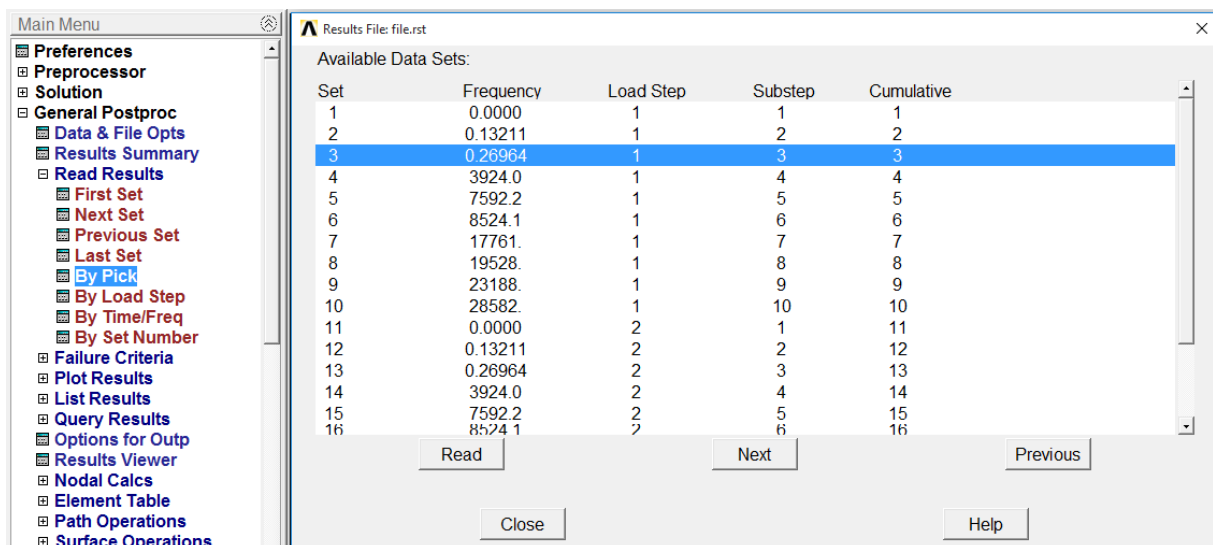 Main Menu
Preferences
Preprocessor
Solution
General Postproc
Data & File Opts
Results Summary
Read Results
First Set
Next Set
Previous Set
Last Set
By Pick
By Load Step
By Time/Freq
By Set Number
Failure Criteria
Plot Results
List Results
Query Results
Options for Outp
Results Viewer
Nodal Calcs
Element Table
Path Operations
Surface Operations
Results File: file.rst
Available Data Sets:
Set Frequency Load Step Substep Cumulative
1 0.0000 1 1 1
2 0.13211 1 2 2
3 0.26964 1 3 3
4 3924.0 1 4 4
5 7592.2 1 5 5
6 8524.1 1 6 6
7 17761. 1 7 7
8 19528. 1 8 8
9 23188. 1 9 9
10 28582. 1 10 10
11 0.0000 2 1 11
12 0.13211 2 2 12
13 0.26964 2 3 13
14 3924.0 2 4 14
15 7592.2 2 5 15
16 8524.1 2 6 16
Read Next Previous
Close Help